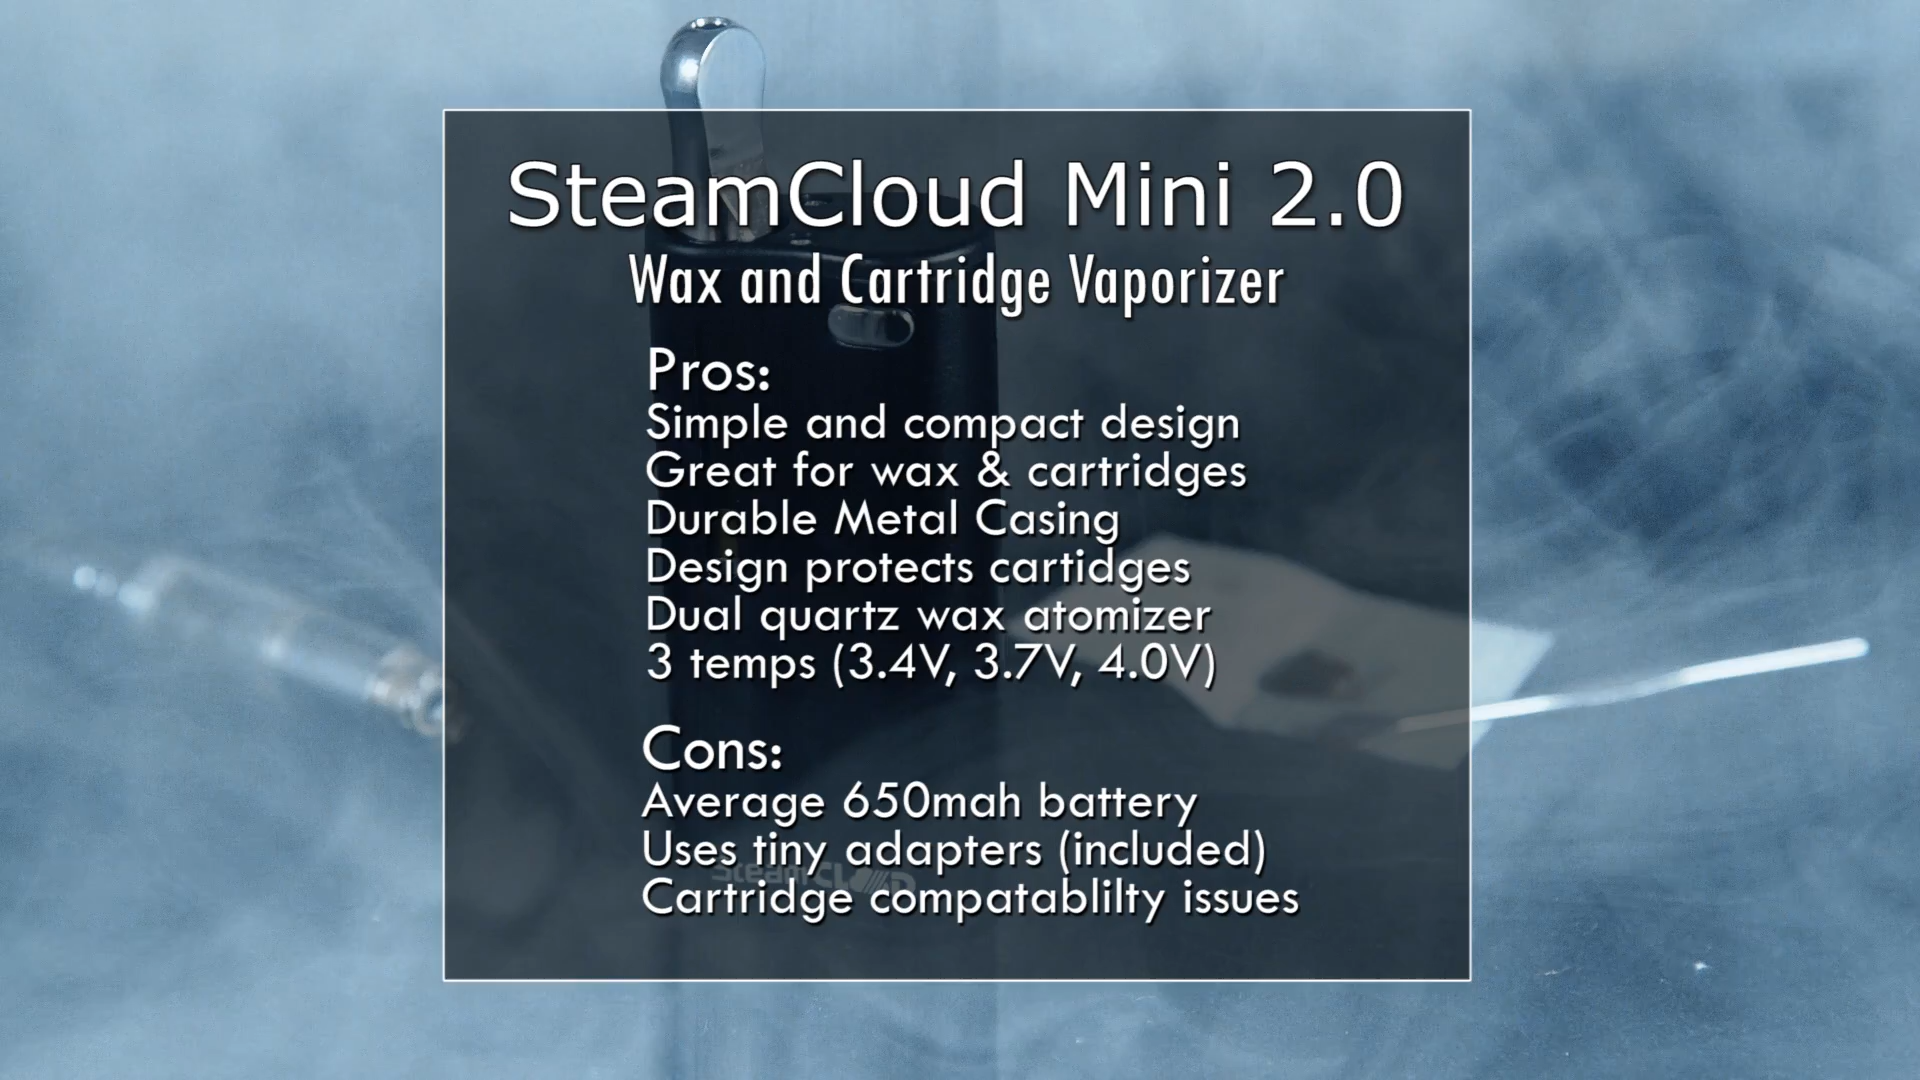 SteamCloud Mini 2.0
Wax and Cartridge Vaporizer
Pros:
Simple and compact design
Great for wax & cartridges
Durable Metal Casing
Design protects cartidges
Dual quartz wax atomizer
3 temps (3.4V, 3.7V, 4.0V)
Cons:
Average 650mah battery
Uses tiny adapters (included)
SteamCLOUD
Cartridge compatablilty issues